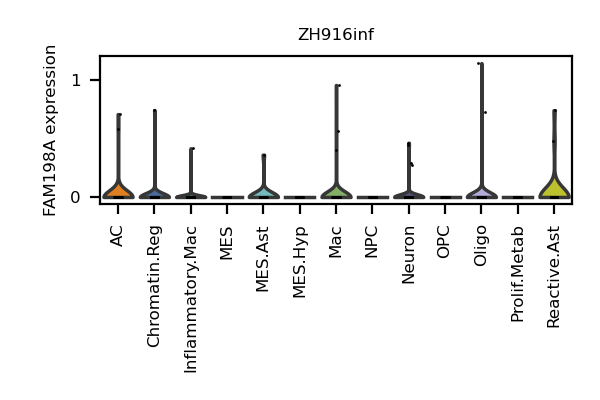 ZH916inf
FAM198A expression
1
0
AC
Chromatin.Reg
Inflammatory.Mac
MES
MES.Ast
MES.Hyp
Mac
NPC
Neuron
OPC
Oligo
Prolif.Metab
Reactive.Ast